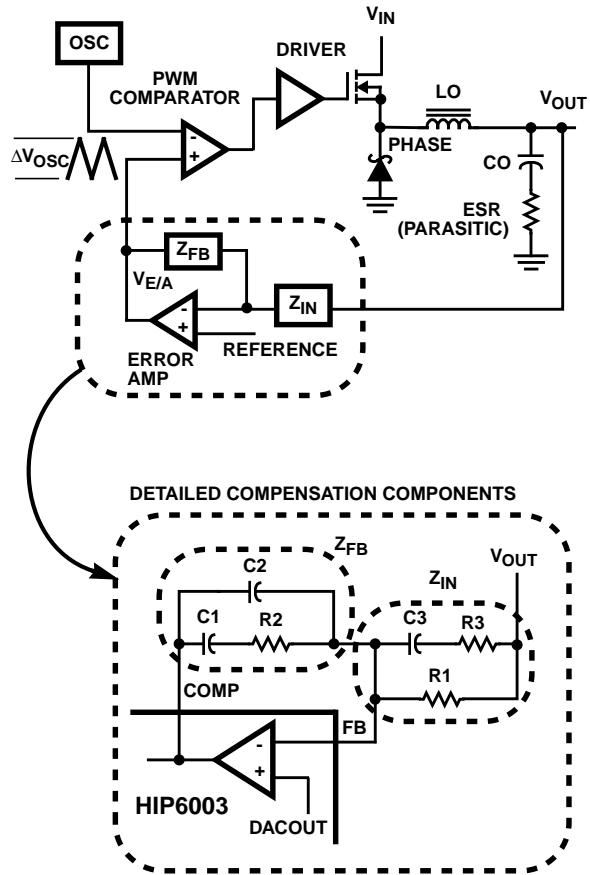 V_IN
OSC
DRIVER
PWM
COMPARATOR
LO
V_OUT
-
+
ΔV_OSC
PHASE
CO
ESR
(PARASITIC)
Z_FB
V_E/A
Z_IN
-
+
REFERENCE
ERROR
AMP
DETAILED COMPENSATION COMPONENTS
Z_FB
V_OUT
C2
Z_IN
C1
R2
C3
R3
R1
COMP
FB
-
+
HIP6003
DACOUT